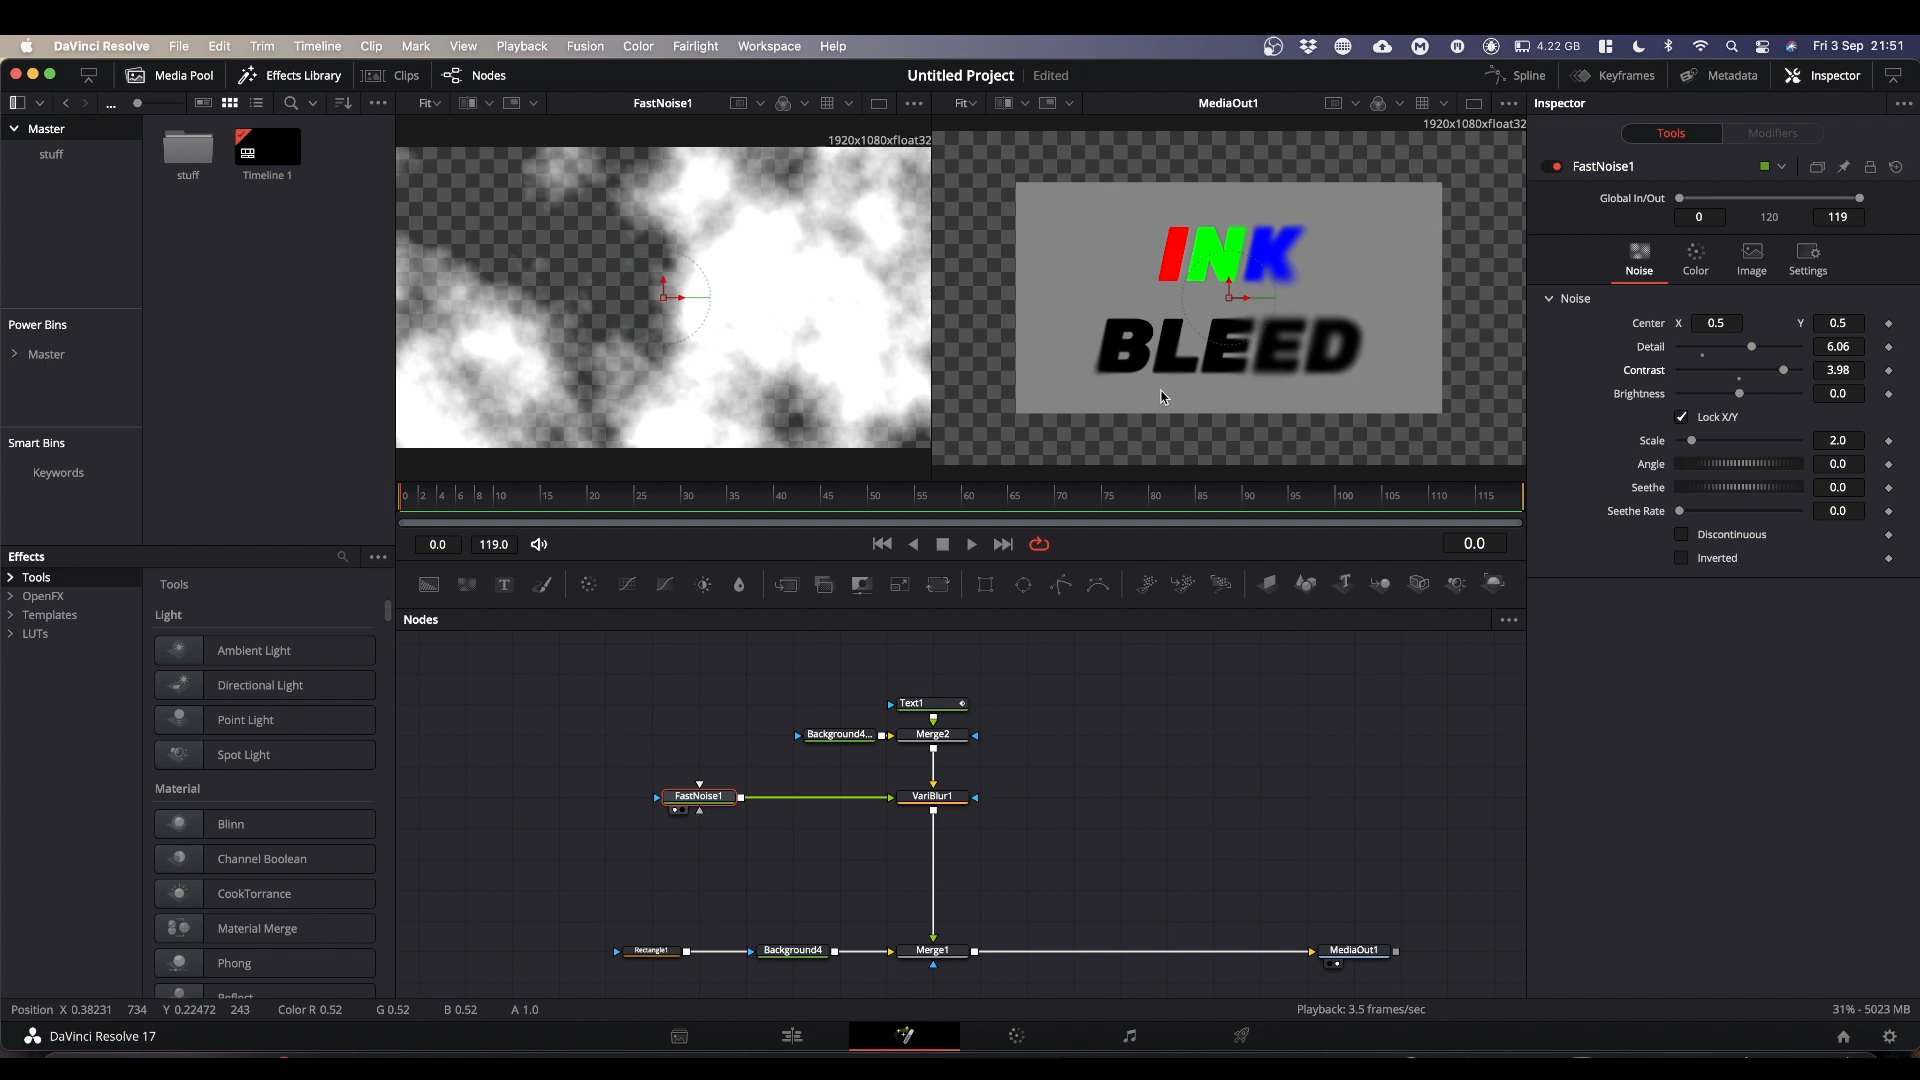 DaVinci Resolve File Edit Trim Timeline Clip Mark View Playback Fusion Color Fairlight Workspace Help 4.22 GB Fri 3 Sep 21:51
Media Pool Effects Library Clips Nodes Untitled Project Edited Spline Keyframes Metadata Inspector
... Fit FastNoise1 ... Fit MediaOut1 ... Inspector ...
Master
stuff
stuff
Timeline 1
Power Bins
Master
Smart Bins
Keywords
1920x1080xfloat32
1920x1080xfloat32
INK
BLEED
Tools Modifiers
FastNoise1
Global In/Out
0 120 119
Noise Color Image Settings
Noise
Center X 0.5 Y 0.5
Detail 6.06
Contrast 3.98
Brightness 0.0
Lock X/Y
Scale 2.0
Angle 0.0
Seethe 0.0
Seethe Rate 0.0
Discontinuous
Inverted
0 2 4 6 8 10 15 20 25 30 35 40 45 50 55 60 65 70 75 80 85 90 95 100 105 110 115
0.0 119.0 0.0
Effects
Tools
OpenFX
Templates
LUTs
Tools
Light
Ambient Light
Directional Light
Point Light
Spot Light
Material
Blinn
Channel Boolean
CookTorrance
Material Merge
Phong
Reflect
Nodes
Text1
Background4... Merge2
FastNoise1 VariBlur1
Rectangle1 Background4 Merge1 MediaOut1
Position X 0.38231 734 Y 0.22472 243 Color R 0.52 G 0.52 B 0.52 A 1.0 Playback: 3.5 frames/sec 31% - 5023 MB
DaVinci Resolve 17